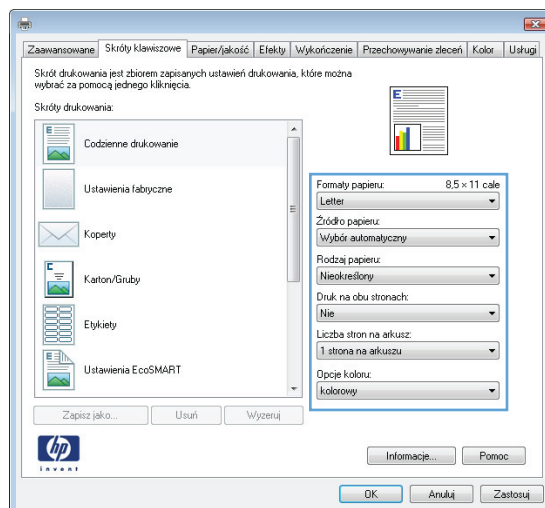 Zaawansowane Skróty klawiszowe Papier/jakość Efekty Wykończenie Przechowywanie zleceń Kolor Usługi
Skrót drukowania jest zbiorem zapisanych ustawień drukowania, które można
wybrać za pomocą jednego kliknięcia.
Skróty drukowania:
Codzienne drukowanie
Ustawienia fabryczne
Koperty
Karton/Gruby
Etykiety
Ustawienia EcoSMART
Formaty papieru: 8,5 × 11 cale
Letter
Źródło papieru:
Wybór automatyczny
Rodzaj papieru:
Nieokreślony
Druk na obu stronach:
Nie
Liczba stron na arkusz:
1 strona na arkuszu
Opcje koloru:
kolorowy
Zapisz jako... Usuń Wyzeruj
hp
invent
Informacje... Pomoc
OK Anuluj Zastosuj